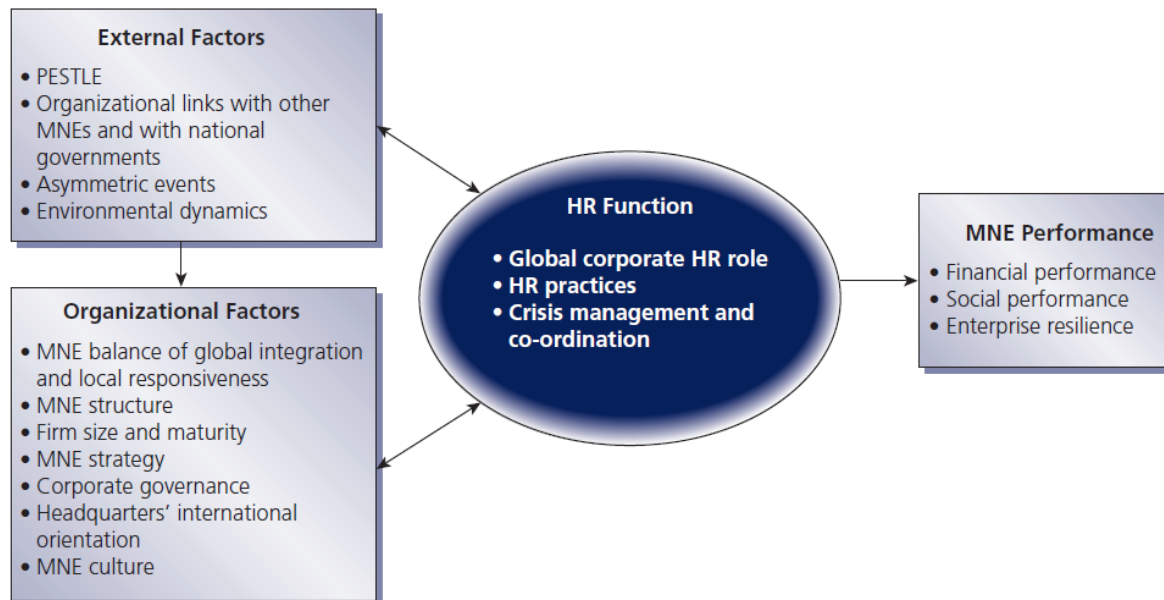 External Factors
• PESTLE
• Organizational links with other
MNEs and with national
governments
• Asymmetric events
• Environmental dynamics
Organizational Factors
• MNE balance of global integration
and local responsiveness
• MNE structure
• Firm size and maturity
• MNE strategy
• Corporate governance
• Headquarters’ international
orientation
• MNE culture
HR Function
• Global corporate HR role
• HR practices
• Crisis management and
co-ordination
MNE Performance
• Financial performance
• Social performance
• Enterprise resilience